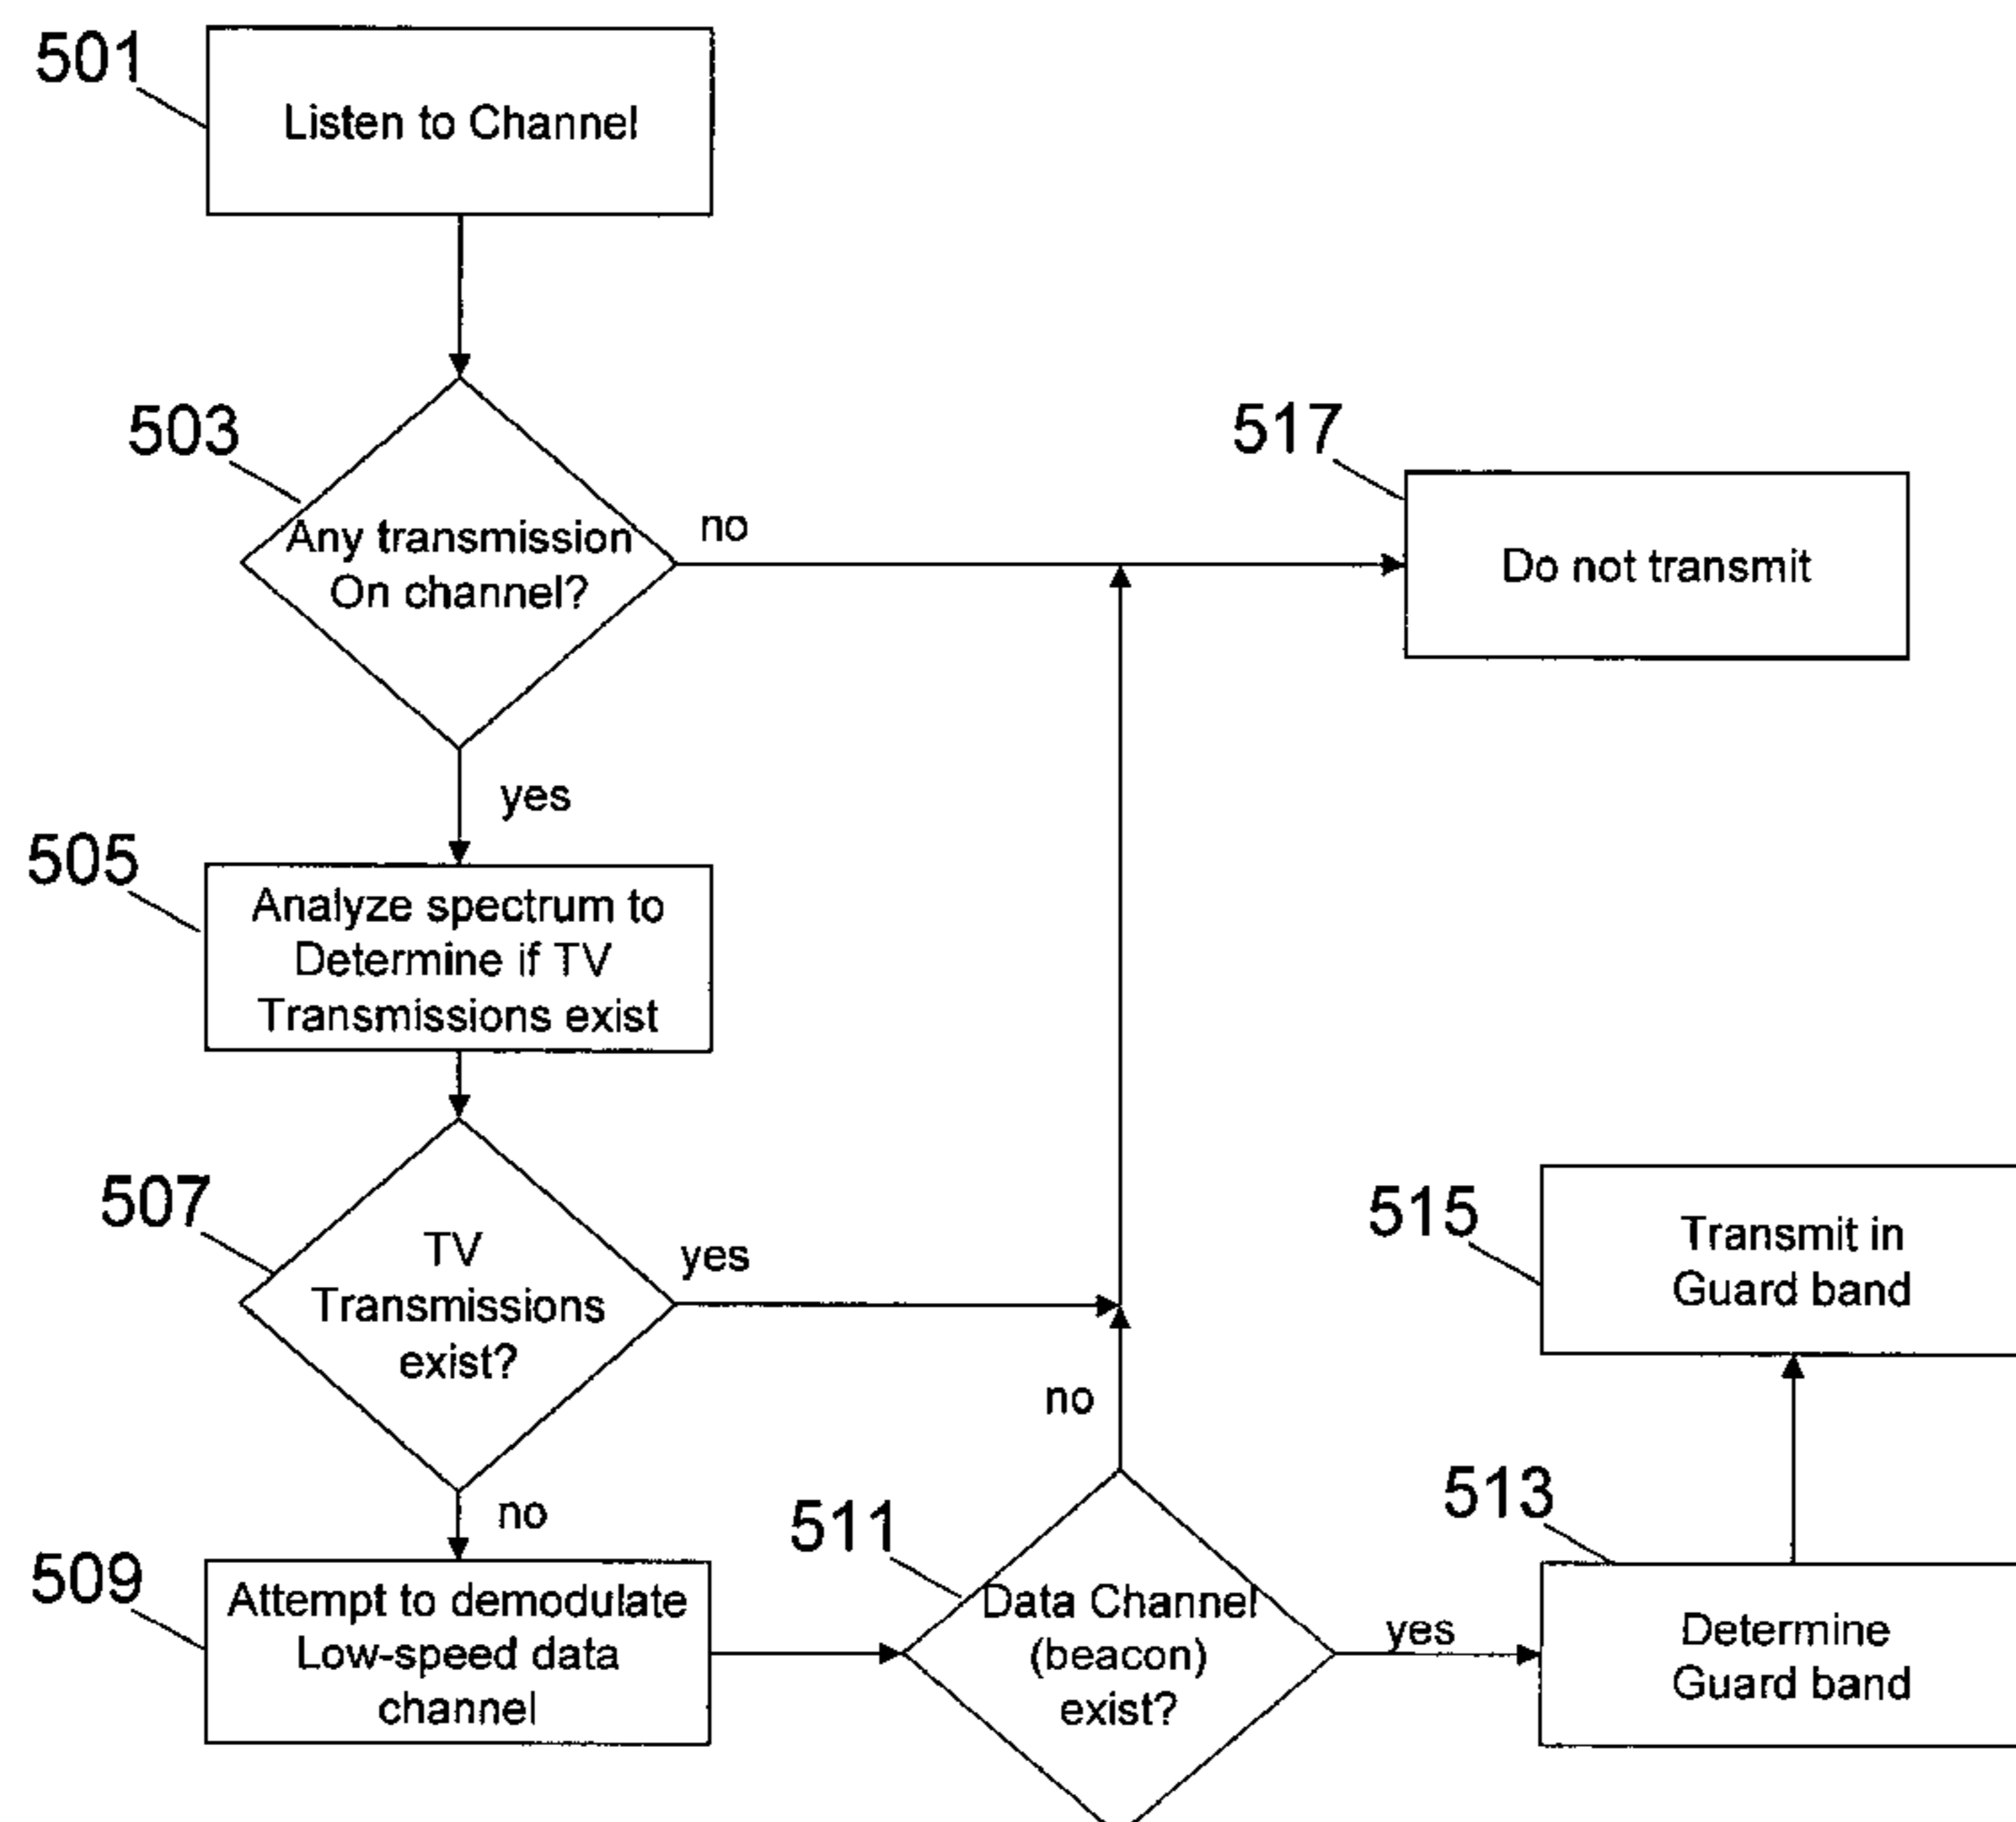 501
Listen to Channel
503
Any transmission
On channel?
no
517
Do not transmit
yes
505
Analyze spectrum to
Determine if TV
Transmissions exist
507
TV
Transmissions
exist?
yes
515
Transmit in
Guard band
no
no
509
Attempt to demodulate
Low-speed data
channel
511
Data Channel
(beacon)
exist?
yes
513
Determine
Guard band